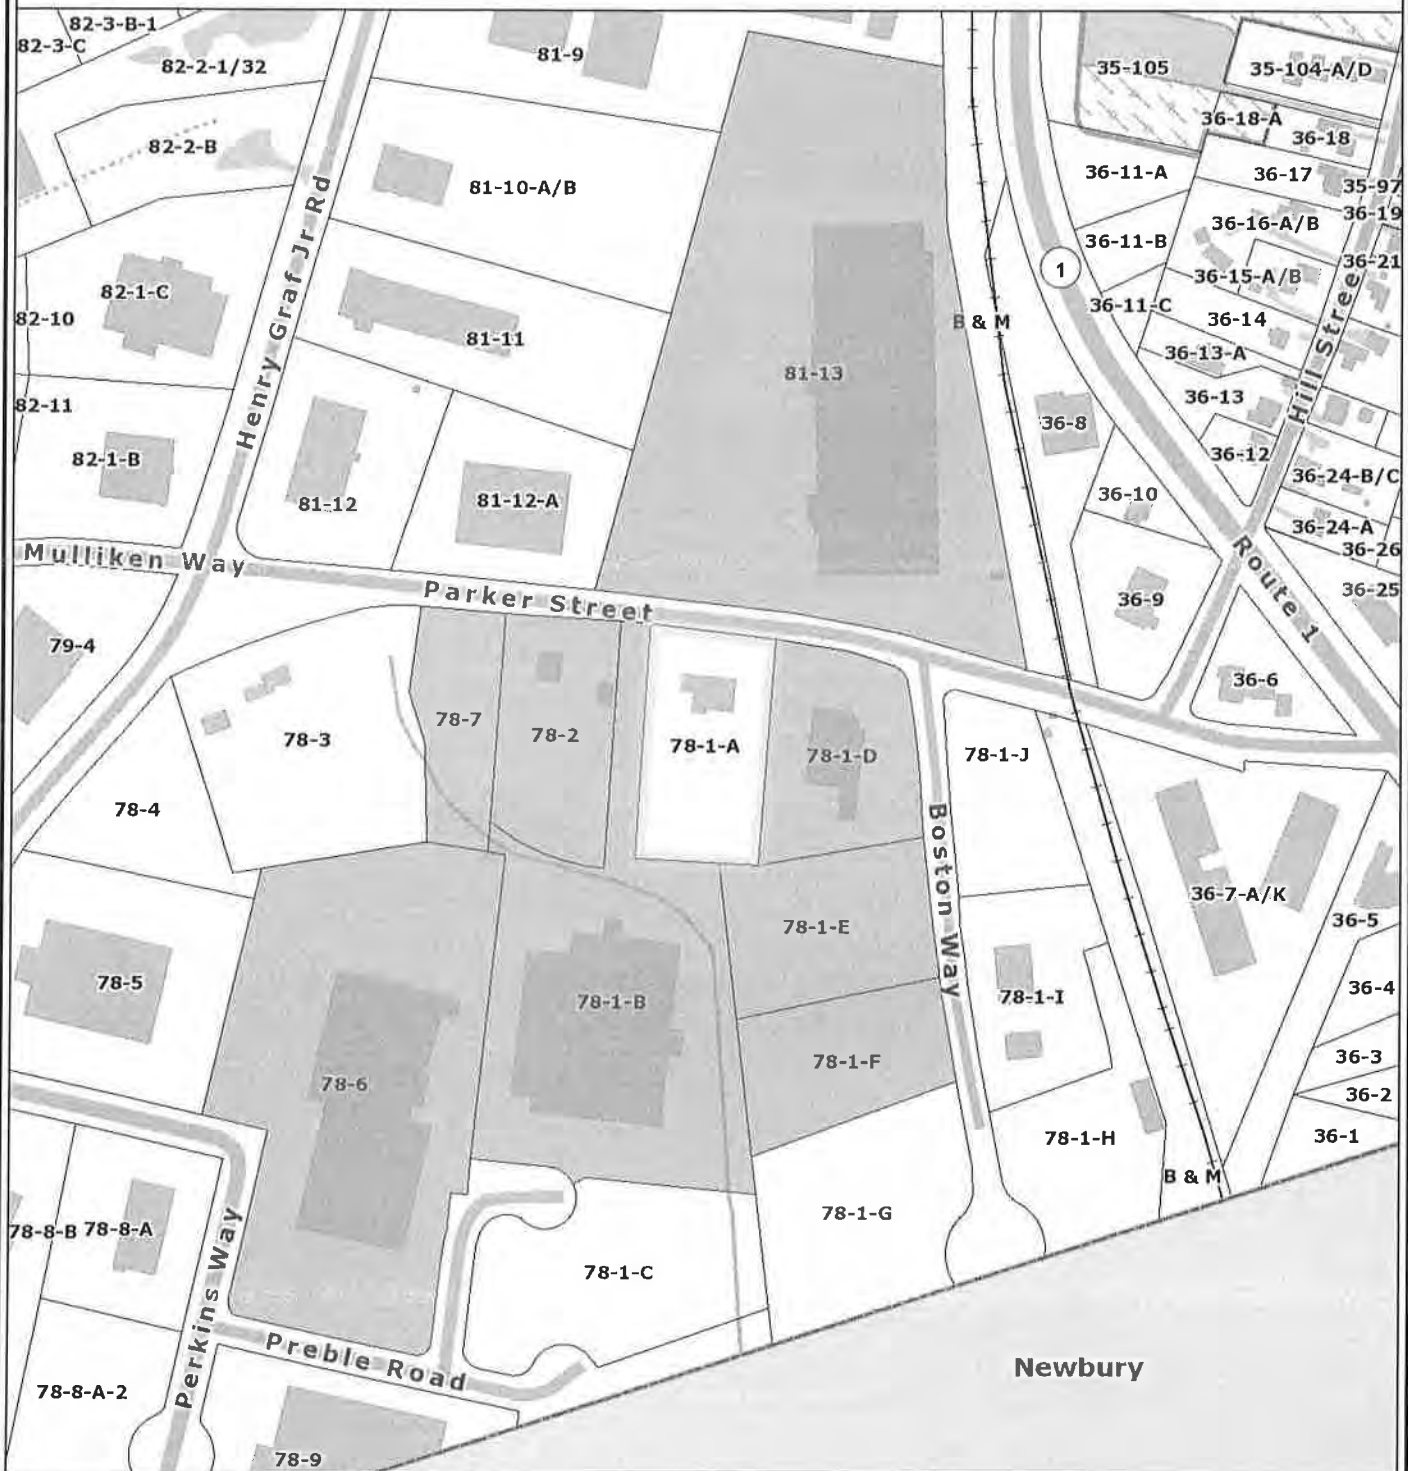 82-3-B-1
82-3-C
82-2-1/32
81-9
35-105
35-104-A/D
36-18-A
36-18
82-2-B
81-10-A/B
36-11-A
36-17
35-97
36-19
36-16-A/B
36-11-B
36-21
36-15-A/B
1
82-1-C
82-10
Henry Graf Jr Rd
36-11-C
36-14
B & M
81-11
36-13-A
Hill Street
81-13
36-13
82-11
36-8
82-1-B
36-12
36-24-B/C
36-10
81-12
81-12-A
36-24-A
36-26
Mulliken Way
Route 1
Parker Street
36-25
36-9
79-4
36-6
78-7
78-2
78-3
78-1-A
78-1-D
78-1-J
78-4
Boston Way
36-7-A/K
36-5
78-1-E
78-5
78-1-B
78-1-I
36-4
36-3
78-1-F
78-6
36-2
78-1-H
36-1
B & M
78-8-B
78-8-A
78-1-G
78-1-C
Perkins Way
Preble Road
Newbury
78-8-A-2
78-9